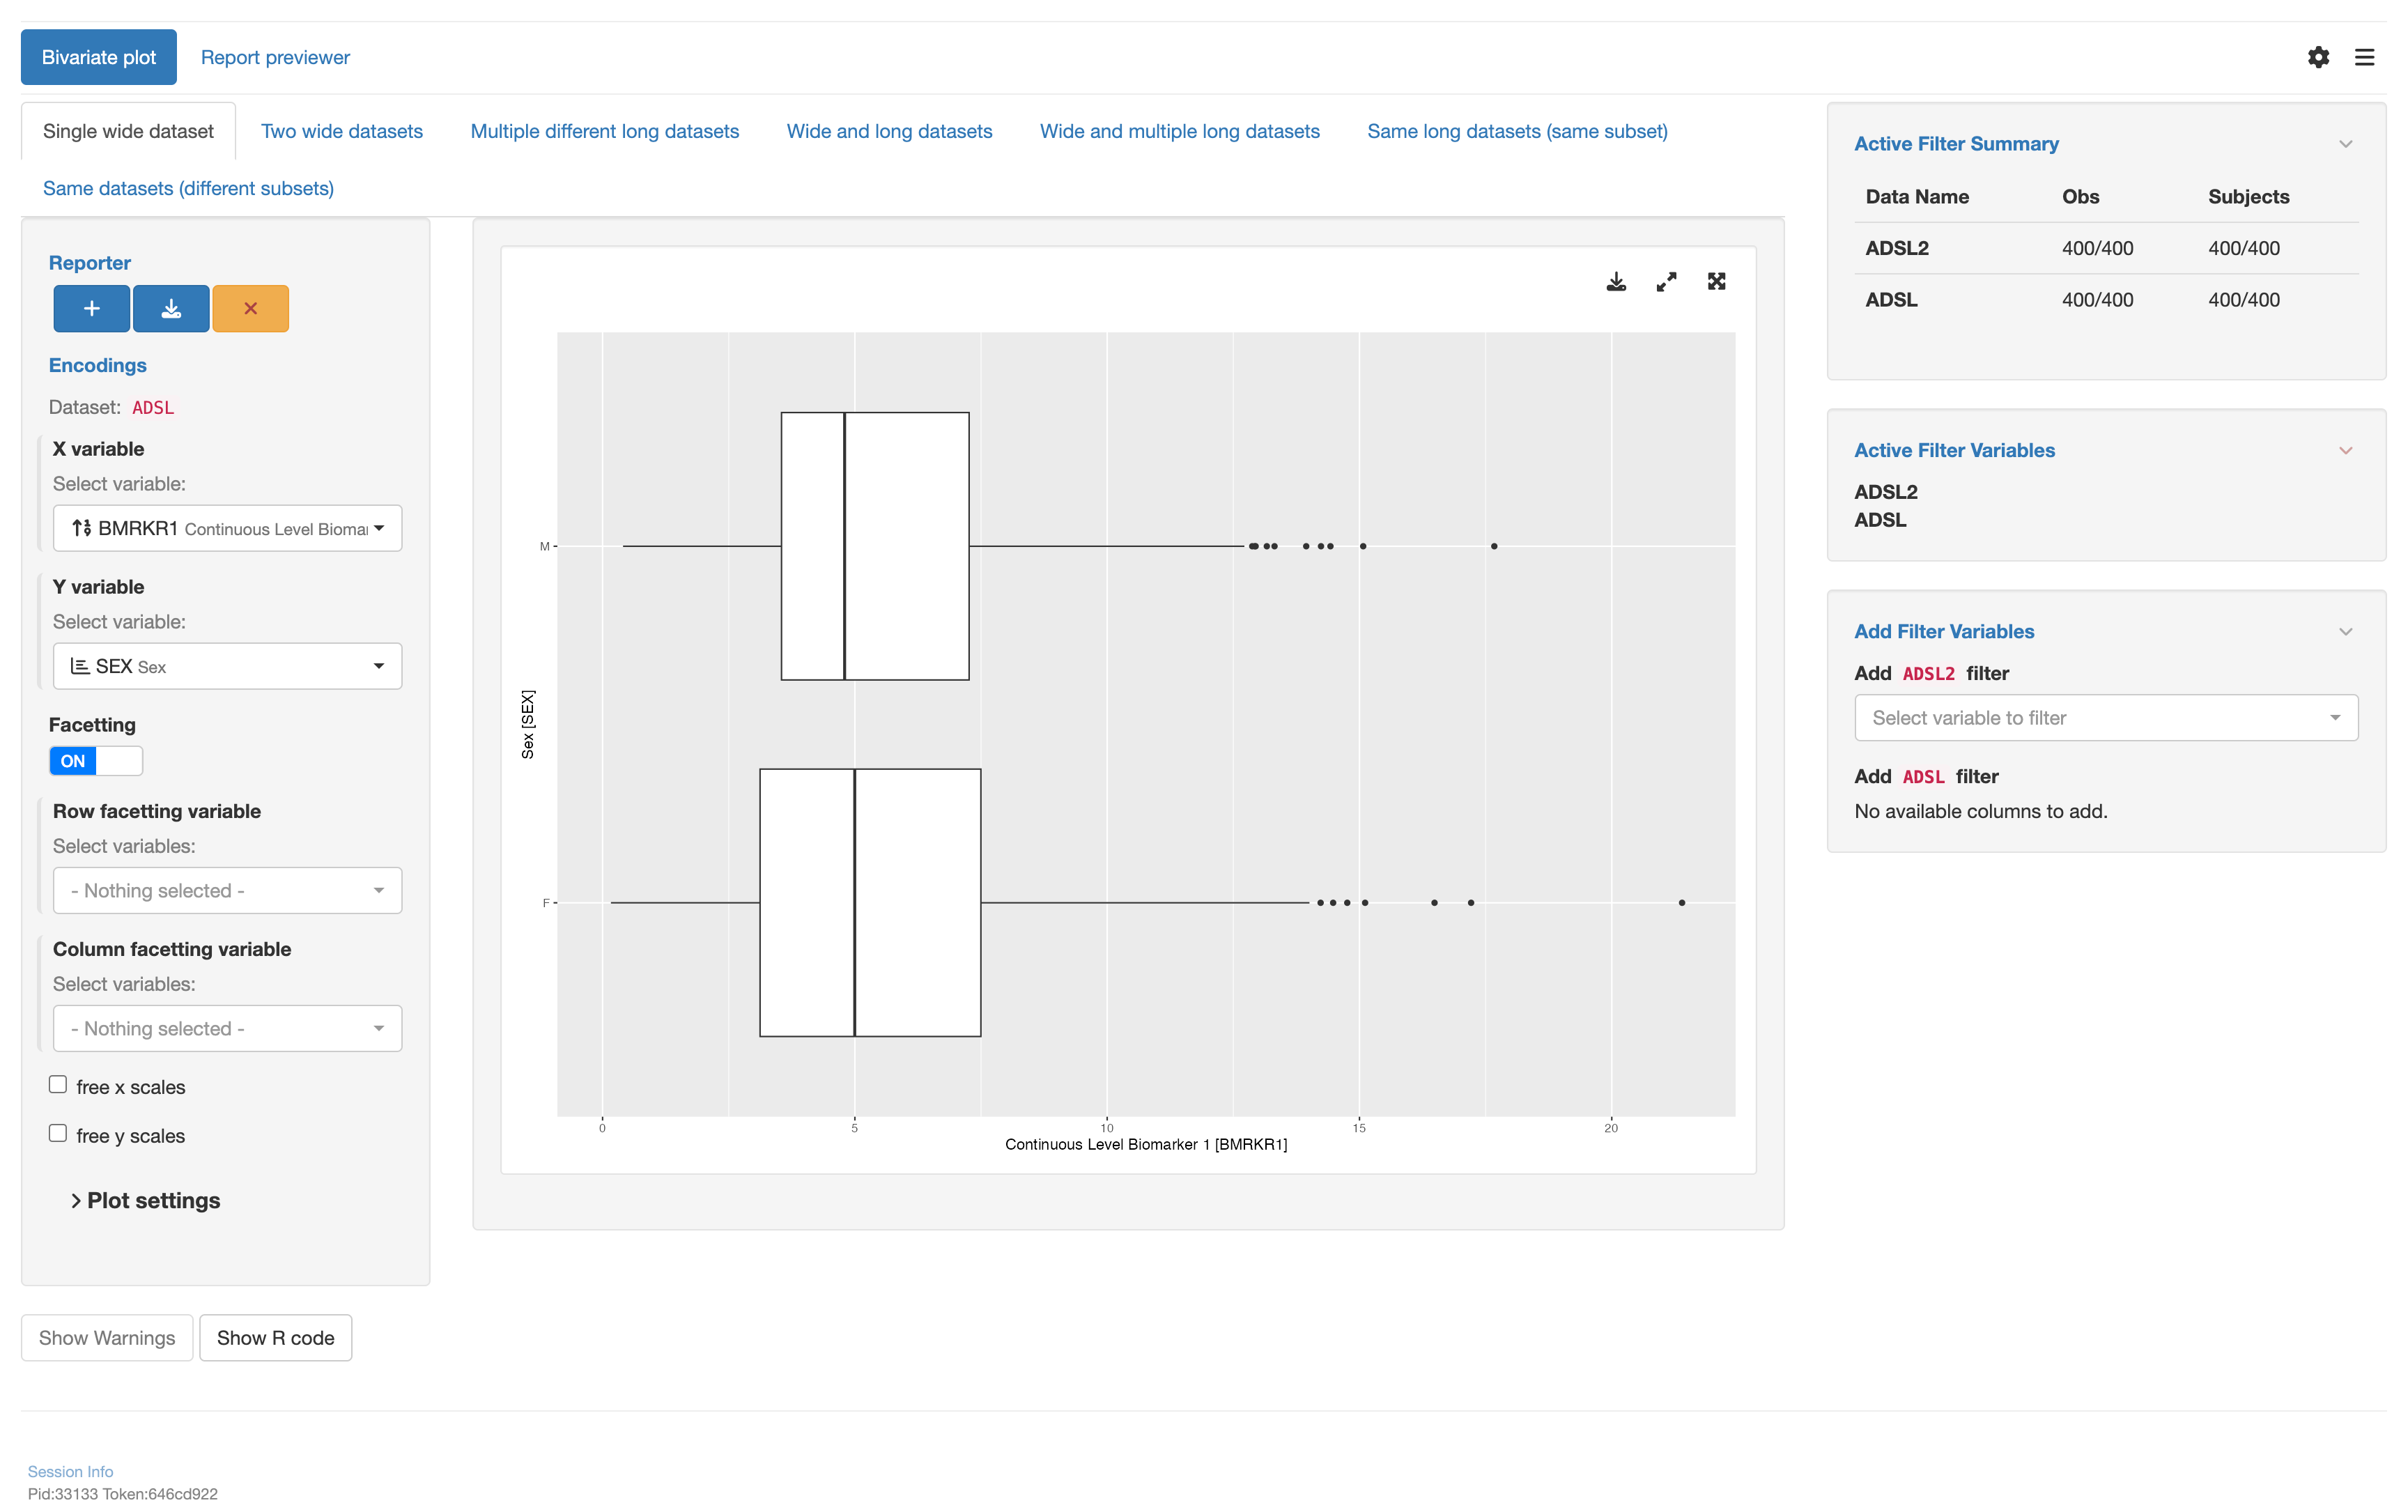 Bivariate plot
Report previewer
Single wide dataset
Two wide datasets
Multiple different long datasets
Wide and long datasets
Wide and multiple long datasets
Same long datasets (same subset)
Same datasets (different subsets)
Reporter
Encodings
Dataset: ADSL
X variable
Select variable:
BMRKR1 Continuous Level Biomar
Y variable
Select variable:
SEX Sex
Facetting
ON
Row facetting variable
Select variables:
- Nothing selected -
Column facetting variable
Select variables:
- Nothing selected -
free x scales
free y scales
Plot settings
M
F
Sex [SEX]
0 5 10 15 20
Continuous Level Biomarker 1 [BMRKR1]
Active Filter Summary
Data Name Obs Subjects
ADSL2 400/400 400/400
ADSL 400/400 400/400
Active Filter Variables
ADSL2
ADSL
Add Filter Variables
Add ADSL2 filter
Select variable to filter
Add ADSL filter
No available columns to add.
Show Warnings
Show R code
Session Info
Pid:33133 Token:646cd922